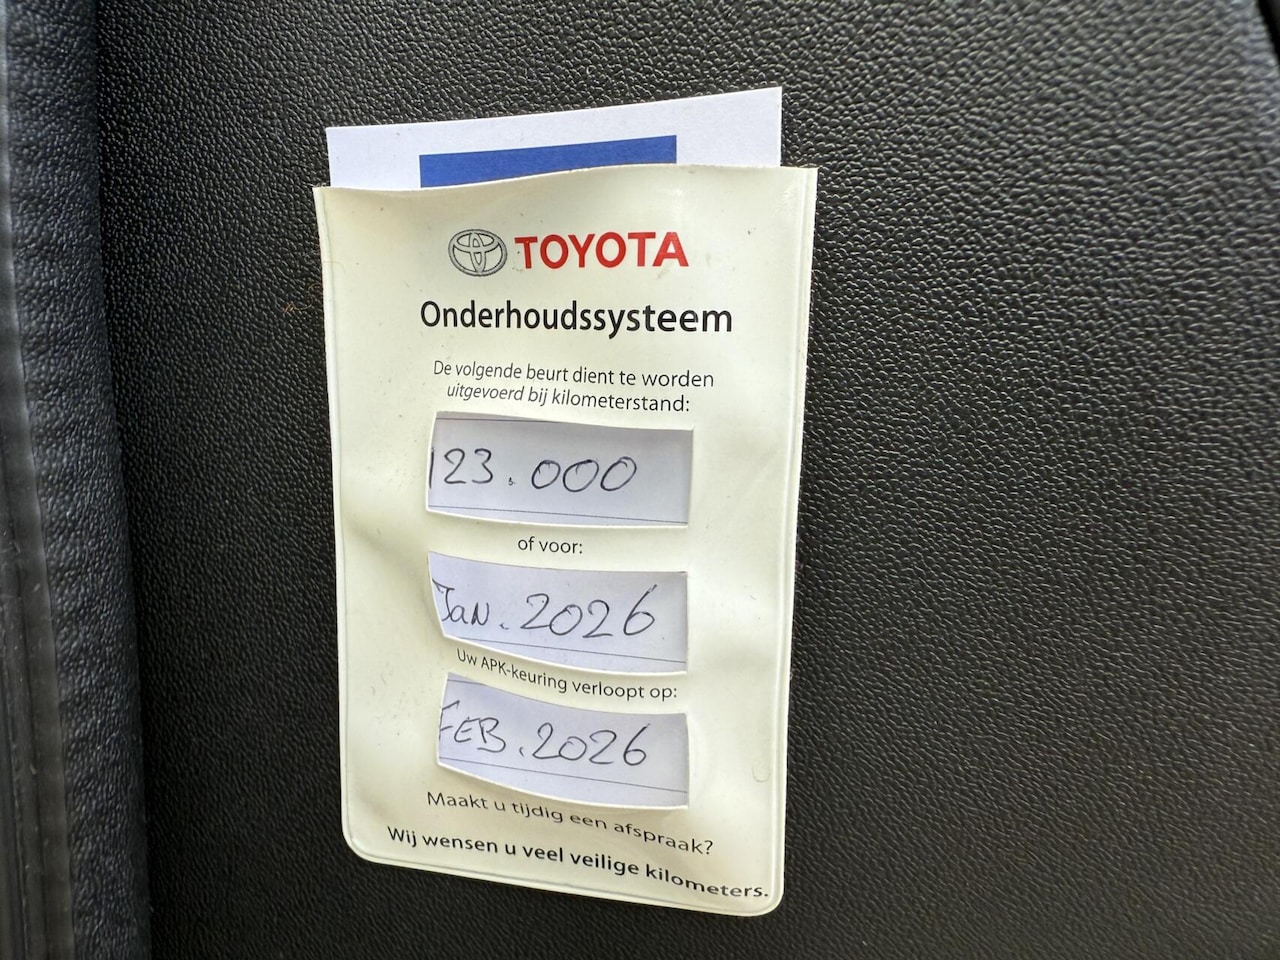 TOYOTA
Onderhoudssysteem
De volgende beurt dient te worden
uitgevoerd bij kilometerstand:
123.000
of voor:
Jan. 2026
Uw APK-keuring verloopt op:
FEB. 2026
Maakt u tijdig een afspraak?
Wij wensen u veel veilige kilometers.